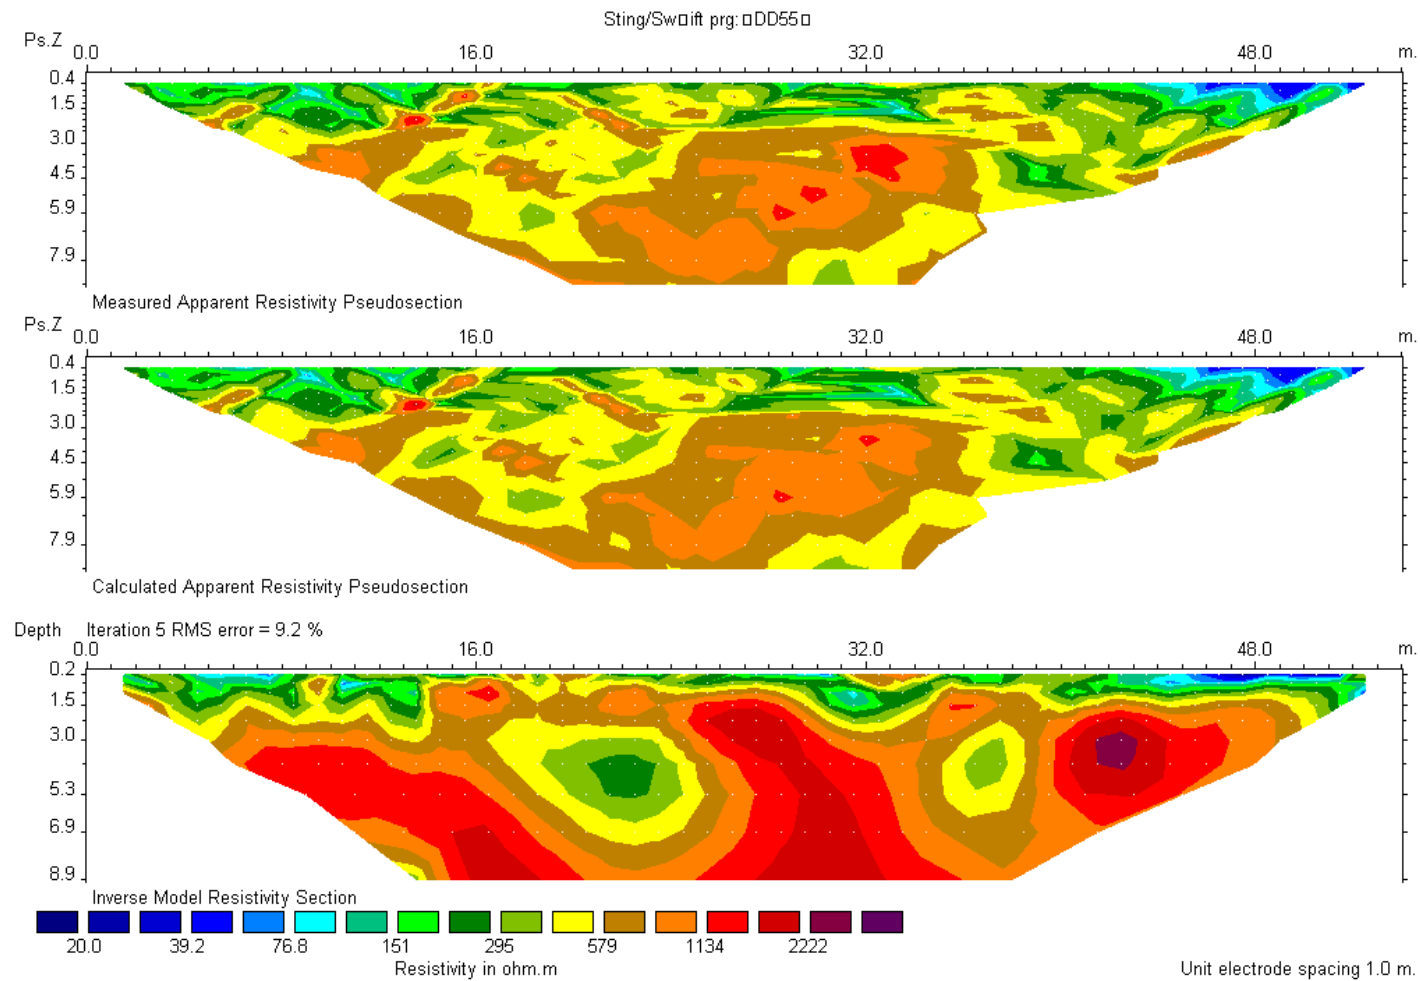 Sting/Sw▯ift prg: ▯DD55▯
Ps.Z 0.0 16.0 32.0 48.0 m.
0.4
1.5
3.0
4.5
5.9
7.9
Measured Apparent Resistivity Pseudosection
Ps.Z 0.0 16.0 32.0 48.0 m.
0.4
1.5
3.0
4.5
5.9
7.9
Calculated Apparent Resistivity Pseudosection
Depth Iteration 5 RMS error = 9.2 %
0.0 16.0 32.0 48.0 m.
0.2
1.5
3.0
5.3
6.9
8.9
Inverse Model Resistivity Section
20.0 39.2 76.8 151 295 579 1134 2222
Resistivity in ohm.m Unit electrode spacing 1.0 m.